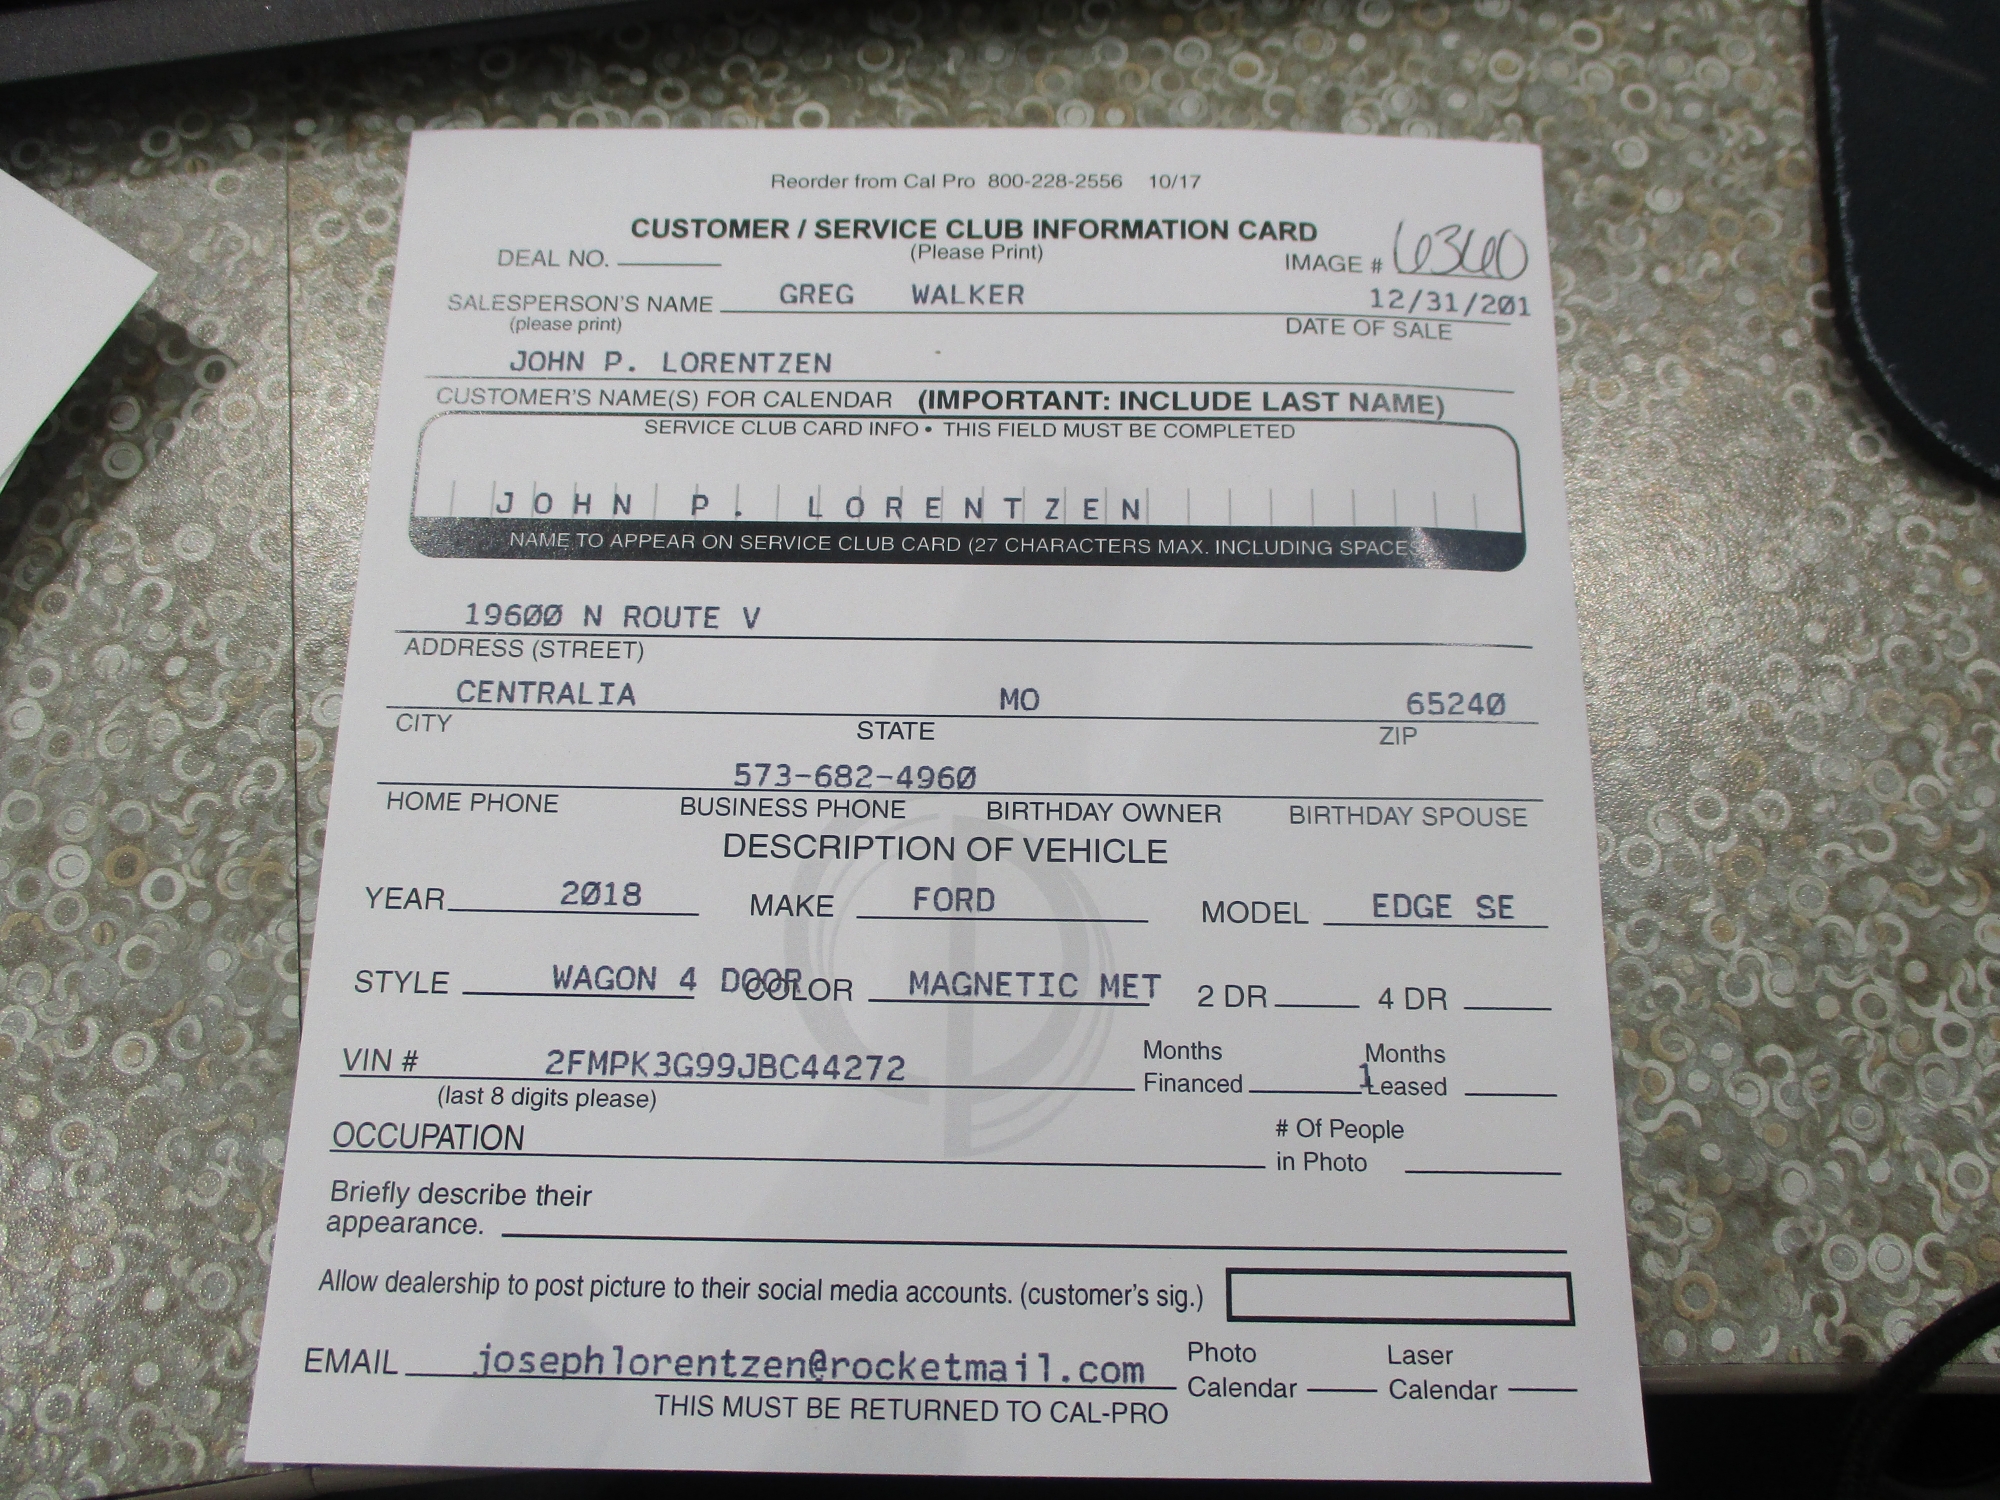 Reorder from Cal Pro 800-228-2556 10/17
CUSTOMER / SERVICE CLUB INFORMATION CARD
DEAL NO. (Please Print) IMAGE # 6360
SALESPERSON'S NAME GREG WALKER 12/31/201
(please print) DATE OF SALE
JOHN P. LORENTZEN
CUSTOMER'S NAME(S) FOR CALENDAR (IMPORTANT: INCLUDE LAST NAME)
SERVICE CLUB CARD INFO • THIS FIELD MUST BE COMPLETED
JOHN P. LORENTZEN
NAME TO APPEAR ON SERVICE CLUB CARD (27 CHARACTERS MAX. INCLUDING SPACES
19600 N ROUTE V
ADDRESS (STREET)
CENTRALIA MO 65240
CITY STATE ZIP
573-682-4960
HOME PHONE BUSINESS PHONE BIRTHDAY OWNER BIRTHDAY SPOUSE
DESCRIPTION OF VEHICLE
YEAR 2018 MAKE FORD MODEL EDGE SE
STYLE WAGON 4 DOOR COLOR MAGNETIC MET 2 DR 4 DR
VIN # 2FMPK3G99JBC44272 Months Financed 1 Months Leased
(last 8 digits please)
OCCUPATION # Of People in Photo
Briefly describe their
appearance.
Allow dealership to post picture to their social media accounts. (customer's sig.)
EMAIL josephlorentzen@rocketmail.com Photo Calendar Laser Calendar
THIS MUST BE RETURNED TO CAL-PRO